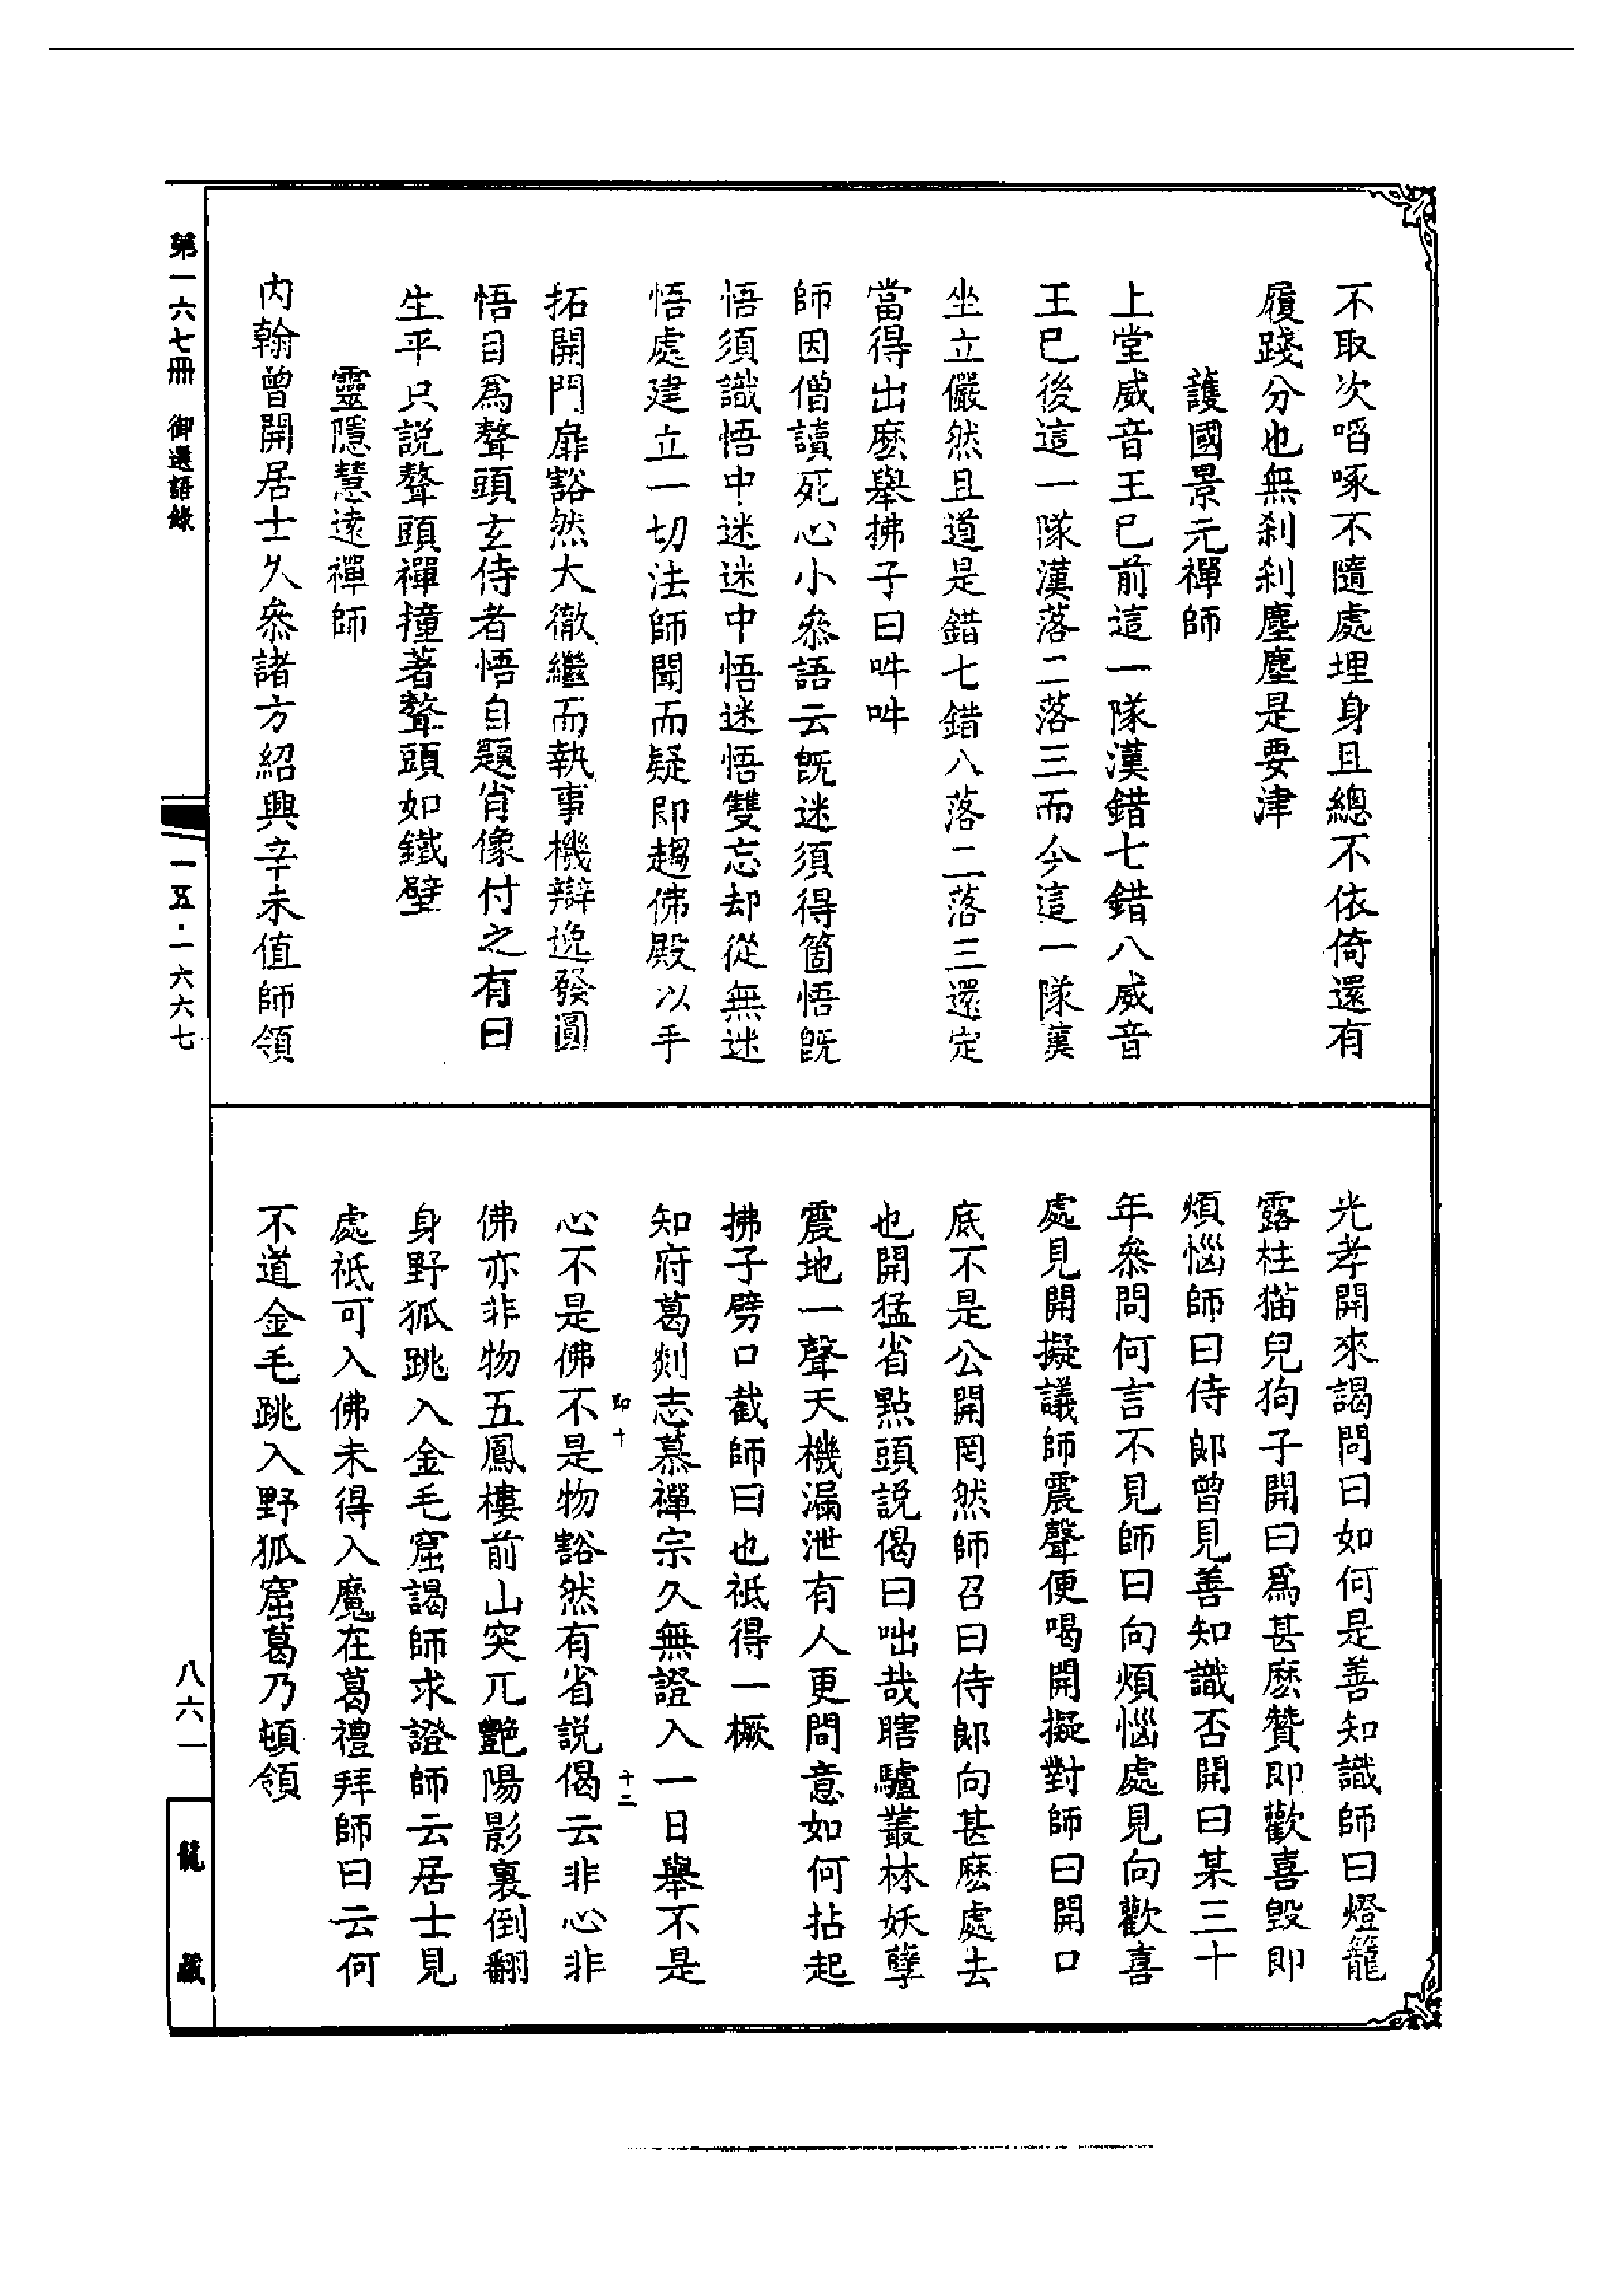 不取次啗啄不隨處埋身且總不依倚還有
履踐分也無剎剎塵塵是要津
護國景元禪師
上堂威音王已前這一隊漢錯七錯八威音
王已後這一隊漢落二落三而今這一隊漢
坐立儼然且道是錯七錯八落二落三還定
當得出麽舉拂子曰吽吽
師因僧讀死心小叅語云旣迷須得箇悟旣
悟須識悟中迷迷中悟迷悟雙忘却從無迷
悟處建立一切法師聞而疑即趨佛殿以手
拓開門扉豁然大徹繼而執事機辯逸發圓
悟目爲聱頭玄侍者悟自題肖像付之有曰
生平只説聱頭禪撞著聱頭如鐵壁
靈隱慧遠禪師
內翰曾開居士久叅諸方紹興辛未值師領
光孝開來謁問曰如何是善知識師曰燈籠
露柱猫兒狗子開曰爲甚麽贊即歡喜毀即
煩惱師曰侍郎曾見善知識否開曰某三十
年叅問何言不見師曰向煩惱處見向歡喜
處見開擬議師震聲便喝開擬對師曰開口
底不是公開罔然師召曰侍郎向甚麽處去
也開猛省點頭説偈曰咄哉瞎驢叢林妖孽
震地一聲天機漏泄有人更問意如何拈起
拂子劈口截師曰也祇得一橛
知府葛剡志慕禪宗久無證入一日舉不是
心不是佛不是物豁然有省説偈云非心非
佛亦非物五鳳樓前山突兀艷陽影裏倒翻
身野狐跳入金毛窟謁師求證師云居士見
處祇可入佛未得入魔在葛禮拜師曰云何
不道金毛跳入野狐窟葛乃頓領
卽十
十二
第一六七冊 御選語錄
一五·一六六七
八六一
龍藏